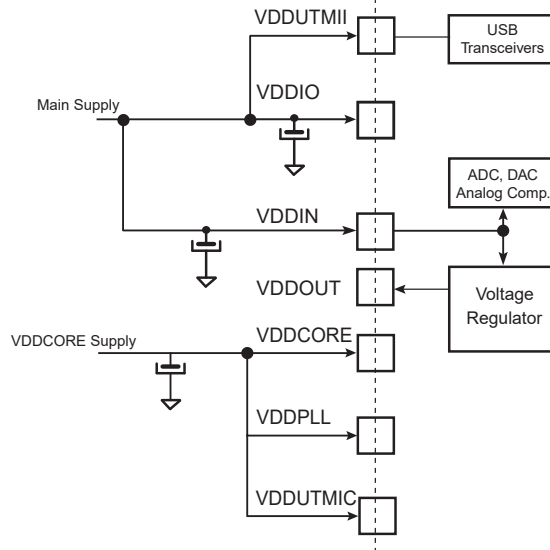 VDDUTMII
USB
Transceivers
VDDIO
Main Supply
ADC, DAC
Analog Comp.
VDDIN
VDDOUT
Voltage
Regulator
VDDCORE
VDDCORE Supply
VDDPLL
VDDUTMIC